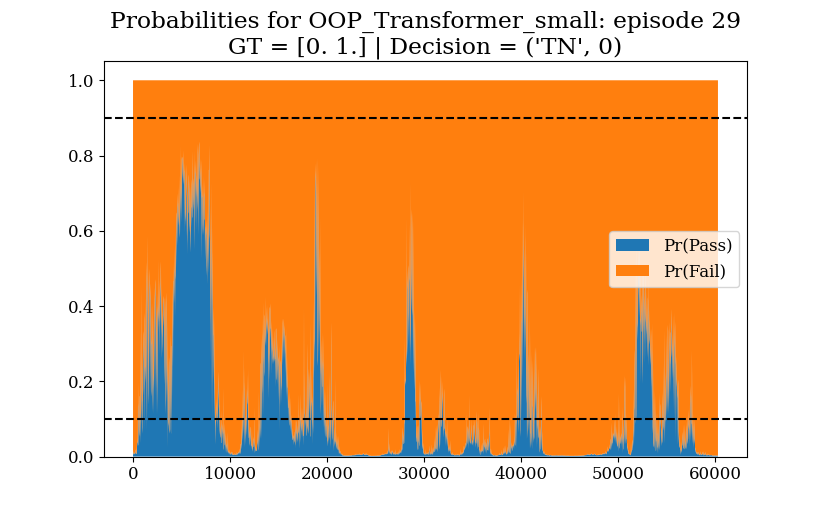 Probabilities for OOP_Transformer_small: episode 29
GT = [0. 1.] | Decision = ('TN', 0)
1.0
0.8
0.6
0.4
0.2
0.0
Pr(Pass)
Pr(Fail)
0 10000 20000 30000 40000 50000 60000